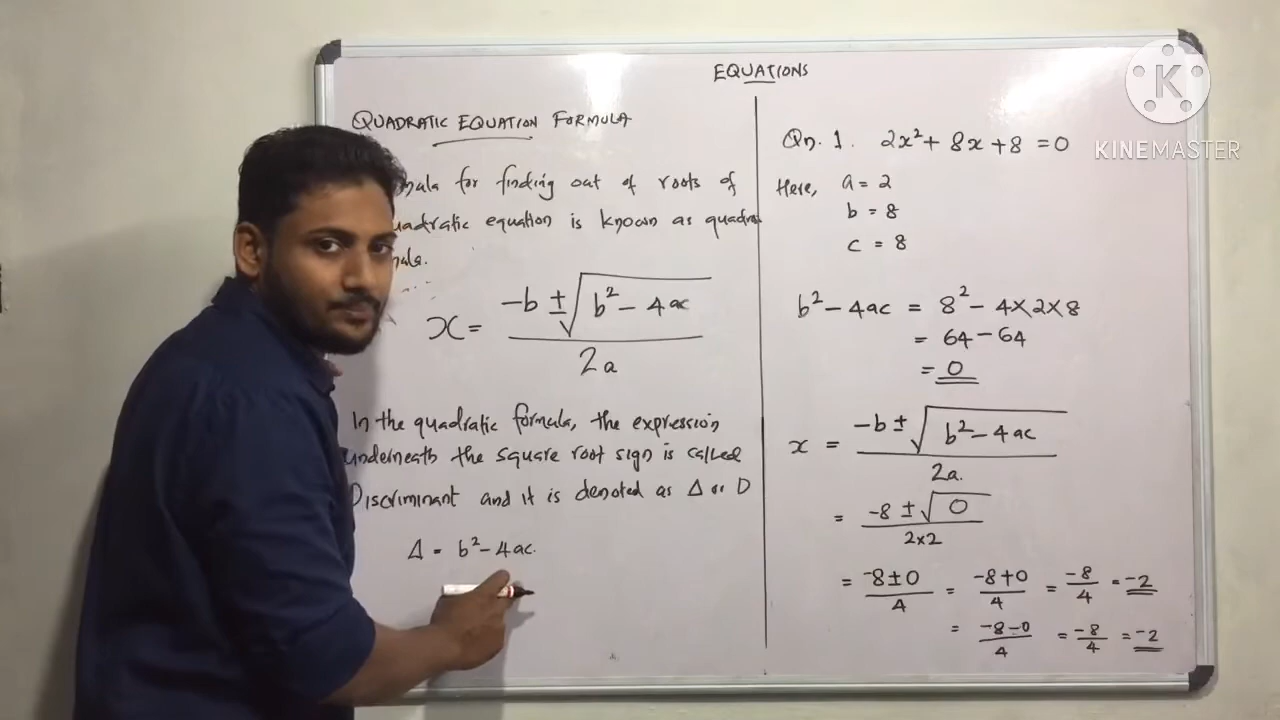 EQUATIONS
QUADRATIC EQUATION FORMULA
mula for finding out of roots of
uadratic equation is known as quadra
mula.
x = -b ± √(b² - 4ac) / 2a
In the quadratic formula, the expression
underneath the square root sign is called
Discriminant and it is denoted as Δ or D
Δ = b² - 4ac.
Qn. 1. 2x² + 8x + 8 = 0
Here, a = 2
b = 8
c = 8
b² - 4ac = 8² - 4×2×8
= 64 - 64
= 0
x = -b ± √(b² - 4ac) / 2a.
= -8 ± √0 / 2×2
= -8 ± 0 / 4 = -8+0 / 4 = -8 / 4 = -2
= -8-0 / 4 = -8 / 4 = -2
K
KINEMASTER